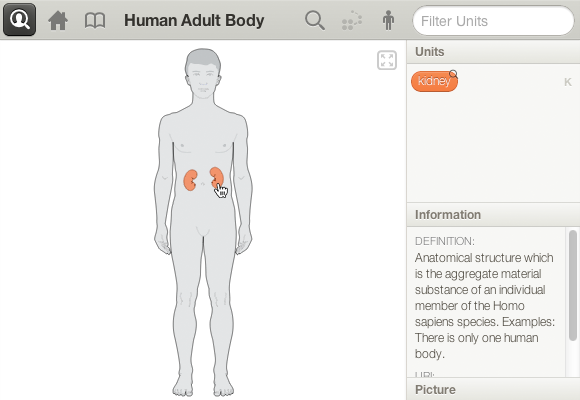 Human Adult Body
Filter Units
Units
kidney
K
Information
DEFINITION:
Anatomical structure which
is the aggregate material
substance of an individual
member of the Homo
sapiens species. Examples:
There is only one human
body.
URI:
Picture